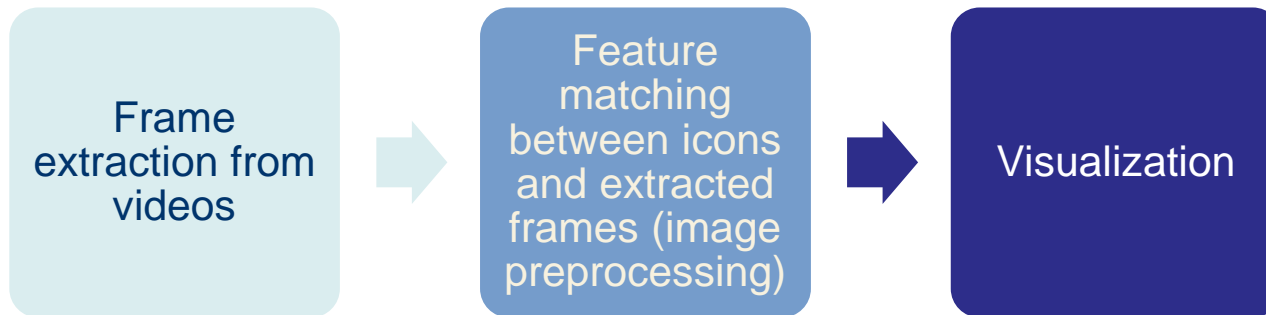 Frame
extraction from
videos
Feature
matching
between icons
and extracted
frames (image
preprocessing)
Visualization